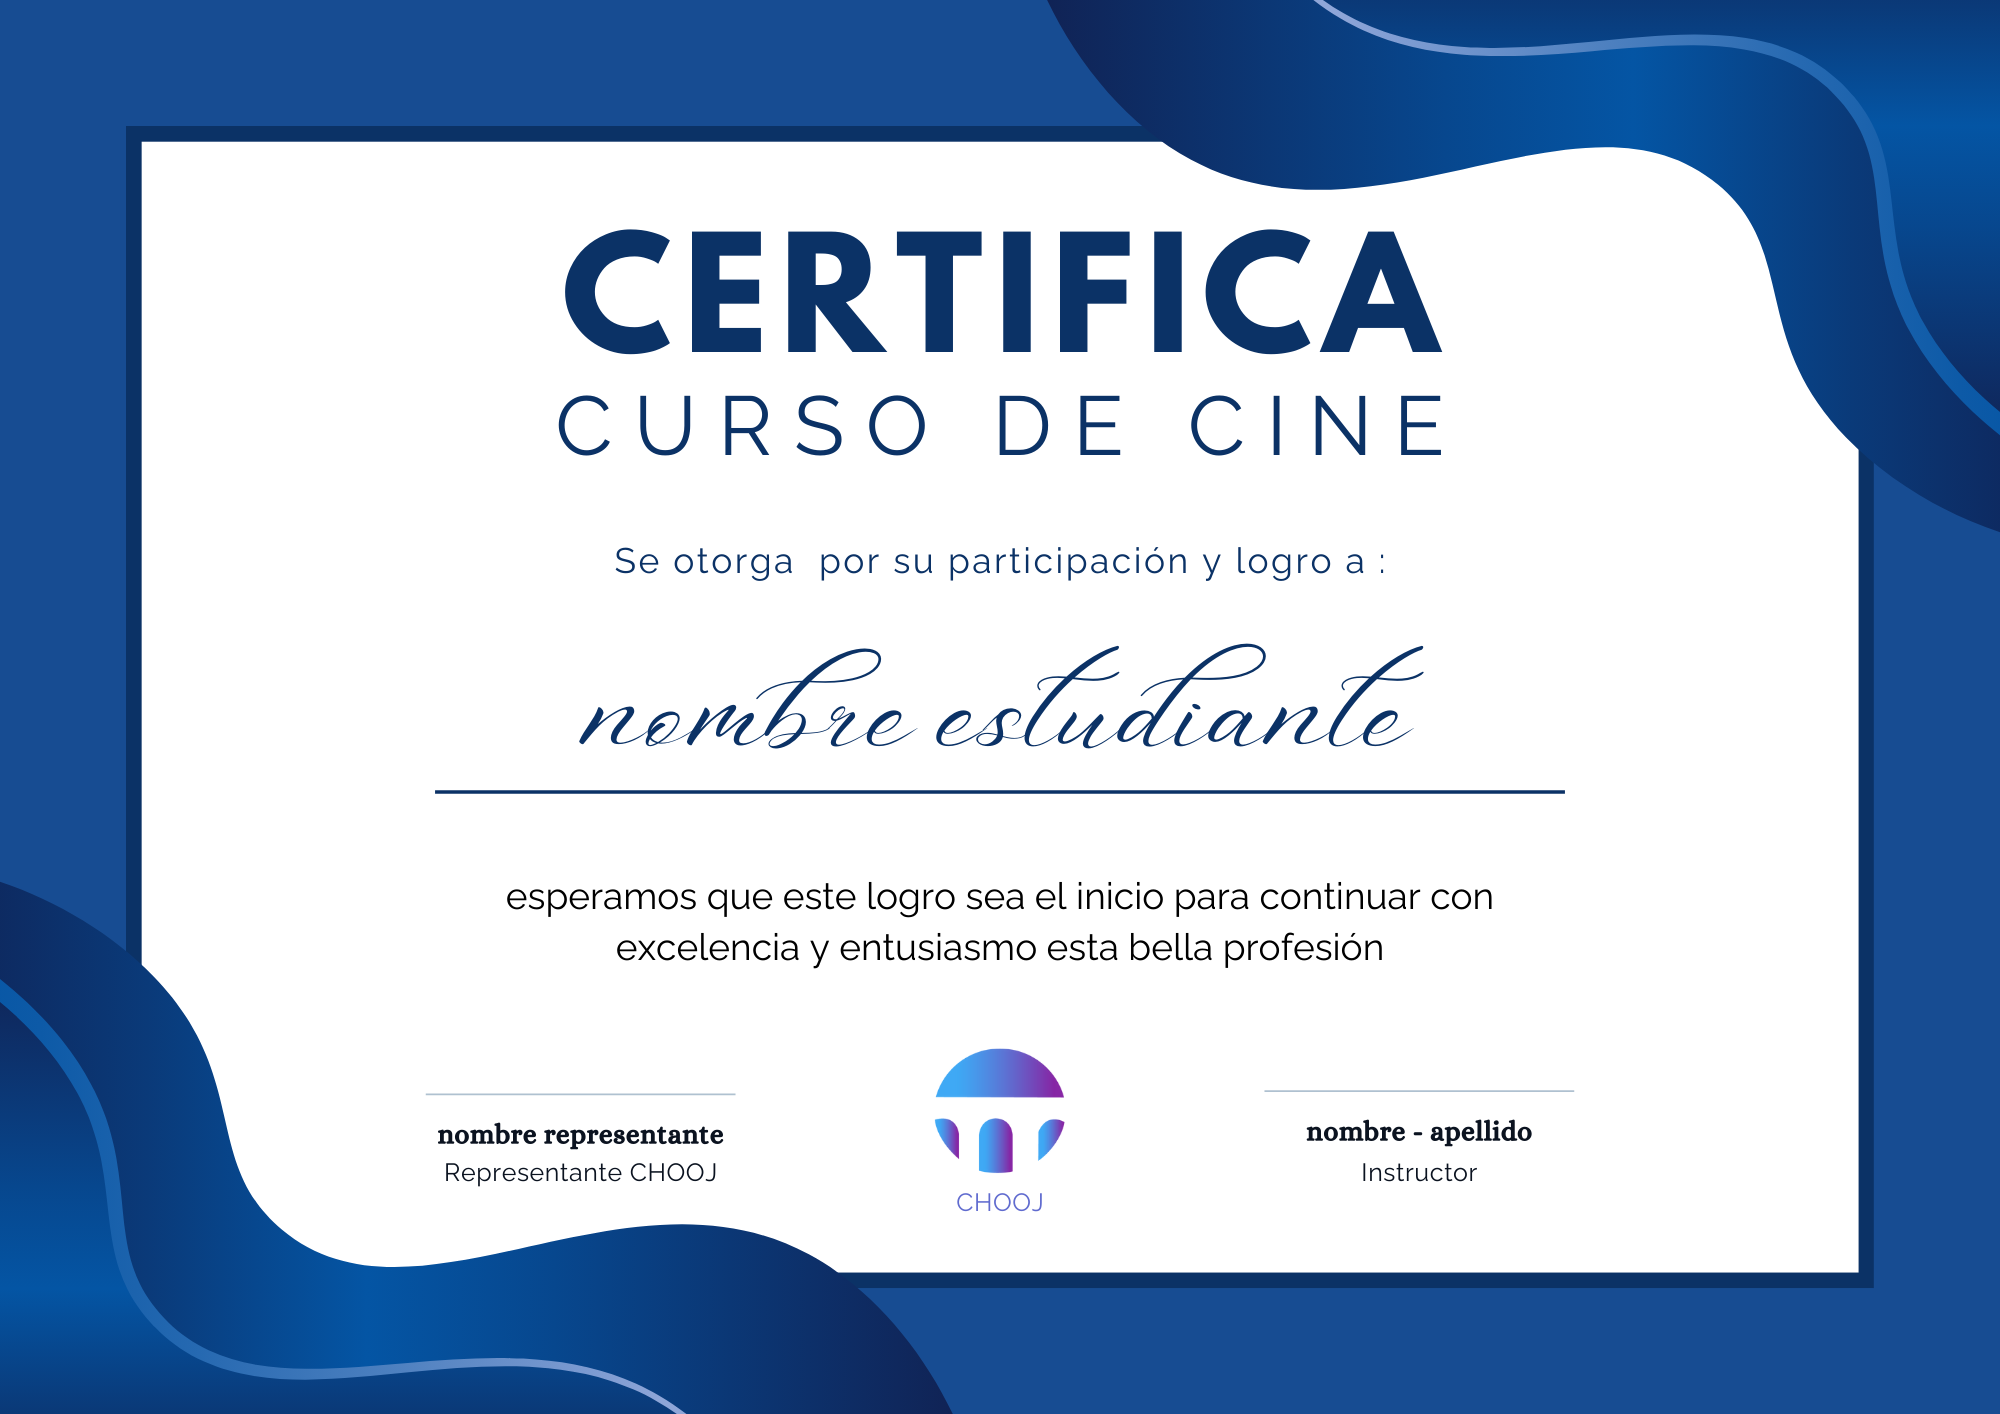 CERTIFICA
CURSO DE CINE
Se otorga por su participación y logro a :
nombre estudiante
esperamos que este logro sea el inicio para continuar con
excelencia y entusiasmo esta bella profesión
nombre representante
Representante CHOOJ
CHOOJ
nombre - apellido
Instructor